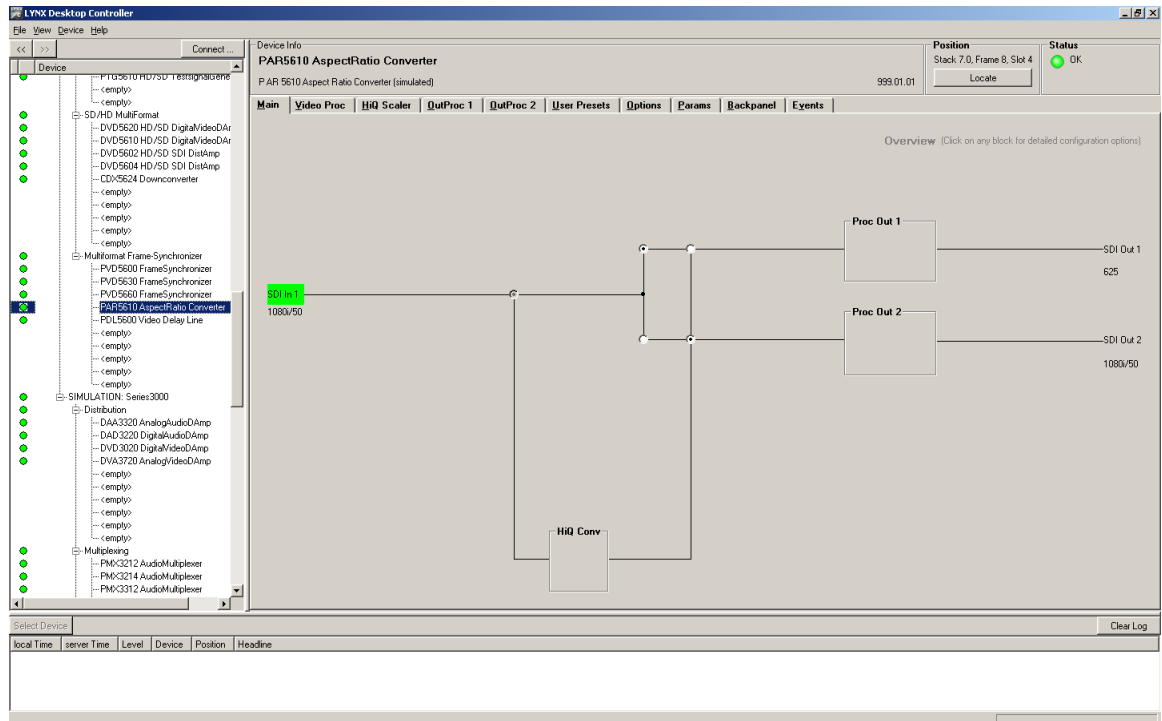 LYNX Desktop Controller
File View Device Help
<< >> Connect ...
Device
PTG5610 HD/SD TestsignalGene
<empty>
<empty>
SD/HD MultiFormat
DVD5620 HD/SD DigitalVideoDAr
DVD5610 HD/SD DigitalVideoDAr
DVD5602 HD/SD SDI DistAmp
DVD5604 HD/SD SDI DistAmp
CDX5624 Downconverter
<empty>
<empty>
<empty>
<empty>
<empty>
Multiformat Frame-Synchronizer
PVD5600 FrameSynchronizer
PVD5630 FrameSynchronizer
PVD5660 FrameSynchronizer
PAR5610 AspectRatio Converter
PDL5600 Video Delay Line
<empty>
<empty>
<empty>
<empty>
<empty>
SIMULATION: Series3000
Distribution
DAA3320 AnalogAudioDAmp
DAD3220 DigitalAudioDAmp
DVD3020 DigitalVideoDAmp
DVA3720 AnalogVideoDAmp
<empty>
<empty>
<empty>
<empty>
<empty>
<empty>
Multiplexing
PMX3212 AudioMultiplexer
PMX3214 AudioMultiplexer
PMX3312 AudioMultiplexer
Device Info
PAR5610 AspectRatio Converter
PAR 5610 Aspect Ratio Converter (simulated) 999.01.01
Position
Stack 7.0, Frame 8, Slot 4
Locate
Status
OK
Main Video Proc HiQ Scaler OutProc 1 OutProc 2 User Presets Options Params Backpanel Events
Overview (Click on any block for detailed configuration options)
Proc Out 1
SDI Out 1
625
SDI In 1
1080i/50
Proc Out 2
SDI Out 2
1080i/50
HiQ Conv
Select Device Clear Log
local Time server Time Level Device Position Headline